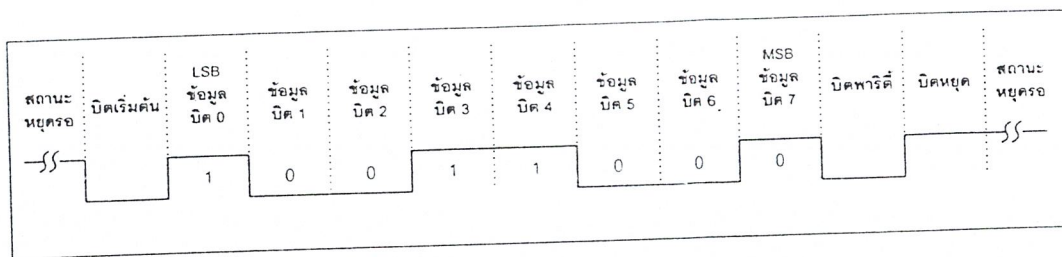 สถานะ
หยุดรอ
บิตเริ่มต้น
LSB
ข้อมูล
บิต 0
ข้อมูล
บิต 1
ข้อมูล
บิต 2
ข้อมูล
บิต 3
ข้อมูล
บิต 4
ข้อมูล
บิต 5
ข้อมูล
บิต 6
MSB
ข้อมูล
บิต 7
บิตพาริตี้
บิตหยุด
สถานะ
หยุดรอ
1 0 0 1 1 0 0 0